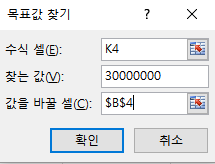 목표값 찾기 ? ×
수식 셀(E): K4
찾는 값(V): 30000000
값을 바꿀 셀(C): $B$4
확인 취소